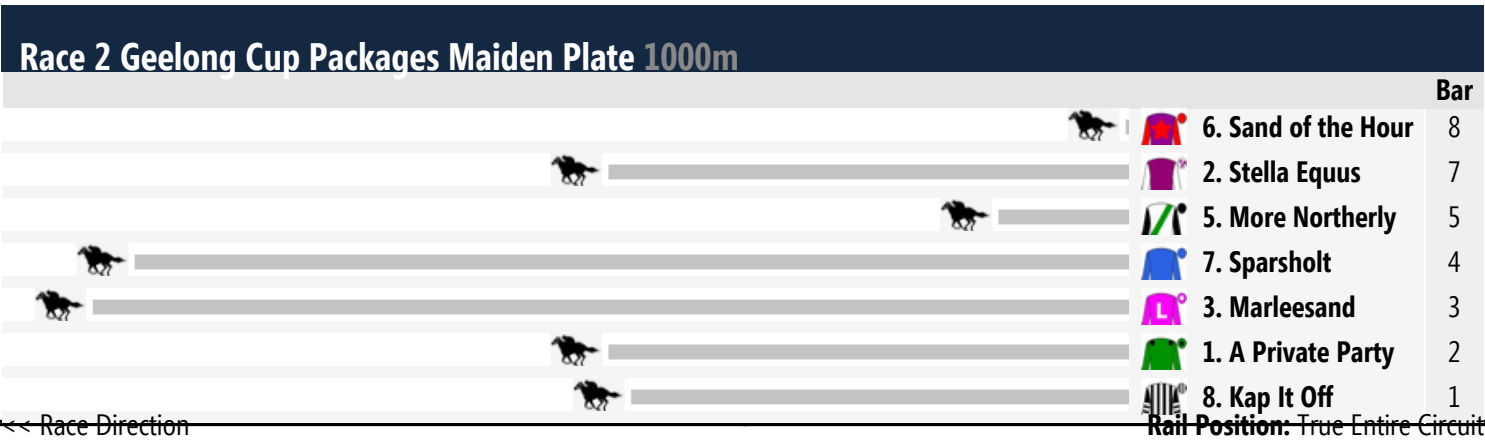 Race 2 Geelong Cup Packages Maiden Plate 1000m
Bar
6. Sand of the Hour 8
2. Stella Equus 7
5. More Northerly 5
7. Sparsholt 4
L 3. Marleesand 3
1. A Private Party 2
8. Kap It Off 1
<< Race Direction Rail Position: True Entire Circuit